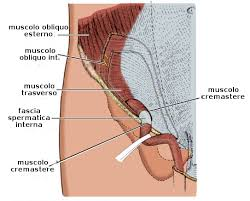 muscolo obliquo
esterno
muscolo
obliquo int.
muscolo
trasverso
fascia
spermatica
interna
muscolo
cremastere
muscolo
cremastere